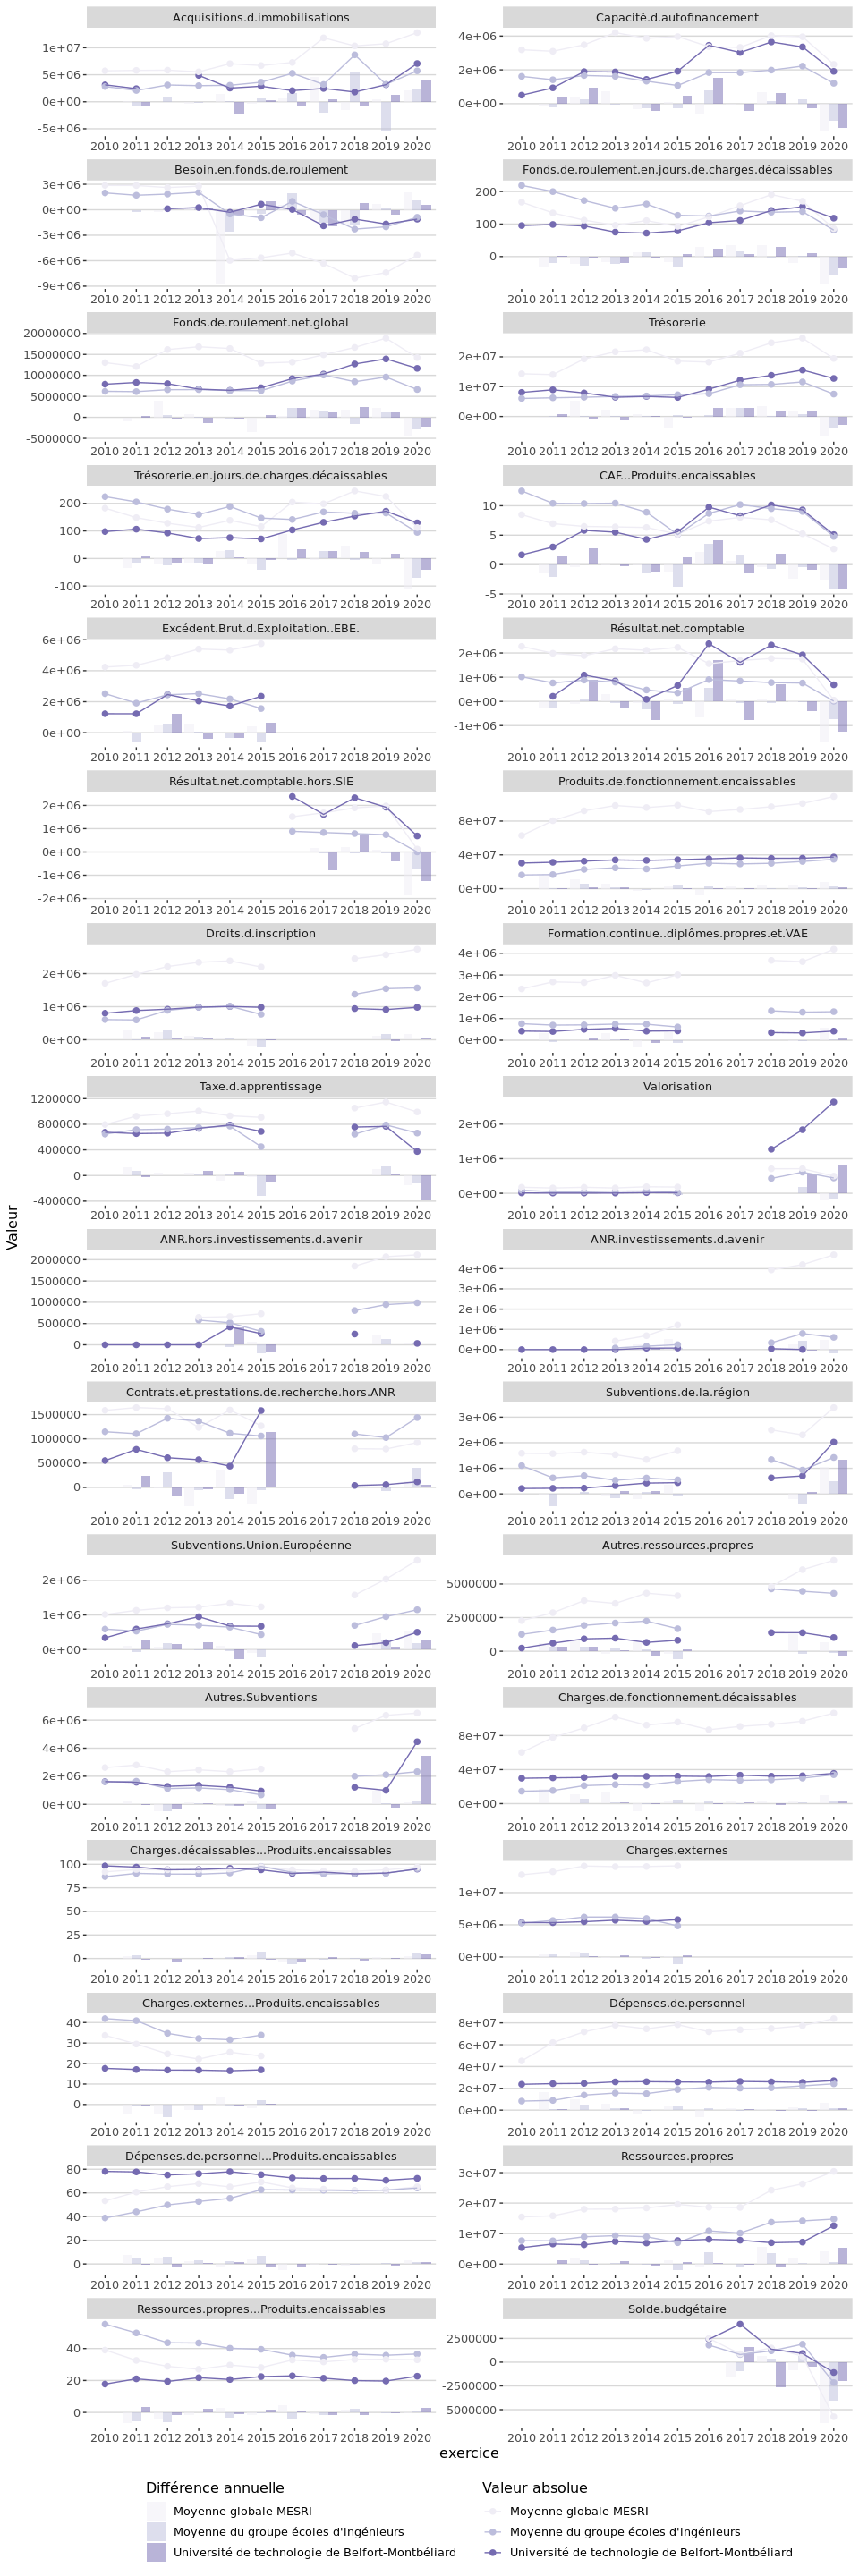 Acquisitions.d.immobilisations
1e+07
5e+06
0e+00
-5e+06
2010 2011 2012 2013 2014 2015 2016 2017 2018 2019 2020
Capacité.d.autofinancement
4e+06
2e+06
0e+00
2010 2011 2012 2013 2014 2015 2016 2017 2018 2019 2020
Besoin.en.fonds.de.roulement
3e+06
0e+00
-3e+06
-6e+06
-9e+06
2010 2011 2012 2013 2014 2015 2016 2017 2018 2019 2020
Fonds.de.roulement.en.jours.de.charges.décaissables
200
100
0
2010 2011 2012 2013 2014 2015 2016 2017 2018 2019 2020
Fonds.de.roulement.net.global
20000000
15000000
10000000
5000000
0
-5000000
2010 2011 2012 2013 2014 2015 2016 2017 2018 2019 2020
Trésorerie
2e+07
1e+07
0e+00
2010 2011 2012 2013 2014 2015 2016 2017 2018 2019 2020
Trésorerie.en.jours.de.charges.décaissables
200
100
0
-100
2010 2011 2012 2013 2014 2015 2016 2017 2018 2019 2020
CAF...Produits.encaissables
10
5
0
-5
2010 2011 2012 2013 2014 2015 2016 2017 2018 2019 2020
Excédent.Brut.d.Exploitation..EBE.
6e+06
4e+06
2e+06
0e+00
2010 2011 2012 2013 2014 2015 2016 2017 2018 2019 2020
Résultat.net.comptable
2e+06
1e+06
0e+00
-1e+06
2010 2011 2012 2013 2014 2015 2016 2017 2018 2019 2020
Résultat.net.comptable.hors.SIE
2e+06
1e+06
0e+00
-1e+06
-2e+06
2010 2011 2012 2013 2014 2015 2016 2017 2018 2019 2020
Produits.de.fonctionnement.encaissables
8e+07
4e+07
0e+00
2010 2011 2012 2013 2014 2015 2016 2017 2018 2019 2020
Droits.d.inscription
2e+06
1e+06
0e+00
2010 2011 2012 2013 2014 2015 2016 2017 2018 2019 2020
Formation.continue..diplômes.propres.et.VAE
4e+06
3e+06
2e+06
1e+06
0e+00
2010 2011 2012 2013 2014 2015 2016 2017 2018 2019 2020
Taxe.d.apprentissage
1200000
800000
400000
0
-400000
2010 2011 2012 2013 2014 2015 2016 2017 2018 2019 2020
Valorisation
2e+06
1e+06
0e+00
2010 2011 2012 2013 2014 2015 2016 2017 2018 2019 2020
Valeur
ANR.hors.investissements.d.avenir
2000000
1500000
1000000
500000
0
2010 2011 2012 2013 2014 2015 2016 2017 2018 2019 2020
ANR.investissements.d.avenir
4e+06
3e+06
2e+06
1e+06
0e+00
2010 2011 2012 2013 2014 2015 2016 2017 2018 2019 2020
Contrats.et.prestations.de.recherche.hors.ANR
1500000
1000000
500000
0
2010 2011 2012 2013 2014 2015 2016 2017 2018 2019 2020
Subventions.de.la.région
3e+06
2e+06
1e+06
0e+00
2010 2011 2012 2013 2014 2015 2016 2017 2018 2019 2020
Subventions.Union.Européenne
2e+06
1e+06
0e+00
2010 2011 2012 2013 2014 2015 2016 2017 2018 2019 2020
Autres.ressources.propres
5000000
2500000
0
2010 2011 2012 2013 2014 2015 2016 2017 2018 2019 2020
Autres.Subventions
6e+06
4e+06
2e+06
0e+00
2010 2011 2012 2013 2014 2015 2016 2017 2018 2019 2020
Charges.de.fonctionnement.décaissables
8e+07
4e+07
0e+00
2010 2011 2012 2013 2014 2015 2016 2017 2018 2019 2020
Charges.décaissables...Produits.encaissables
100
75
50
25
0
2010 2011 2012 2013 2014 2015 2016 2017 2018 2019 2020
Charges.externes
1e+07
5e+06
0e+00
2010 2011 2012 2013 2014 2015 2016 2017 2018 2019 2020
Charges.externes...Produits.encaissables
40
30
20
10
0
2010 2011 2012 2013 2014 2015 2016 2017 2018 2019 2020
Dépenses.de.personnel
8e+07
6e+07
4e+07
2e+07
0e+00
2010 2011 2012 2013 2014 2015 2016 2017 2018 2019 2020
Dépenses.de.personnel...Produits.encaissables
80
60
40
20
0
2010 2011 2012 2013 2014 2015 2016 2017 2018 2019 2020
Ressources.propres
3e+07
2e+07
1e+07
0e+00
2010 2011 2012 2013 2014 2015 2016 2017 2018 2019 2020
Ressources.propres...Produits.encaissables
40
20
0
2010 2011 2012 2013 2014 2015 2016 2017 2018 2019 2020
Solde.budgétaire
2500000
0
-2500000
-5000000
2010 2011 2012 2013 2014 2015 2016 2017 2018 2019 2020
exercice
Différence annuelle
Moyenne globale MESRI
Moyenne du groupe écoles d'ingénieurs
Université de technologie de Belfort-Montbéliard
Valeur absolue
Moyenne globale MESRI
Moyenne du groupe écoles d'ingénieurs
Université de technologie de Belfort-Montbéliard